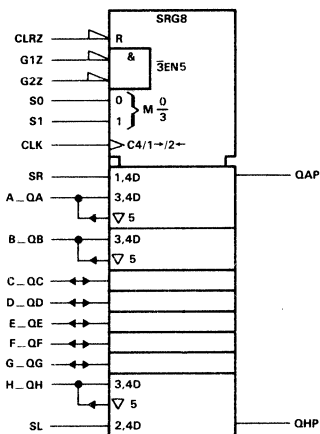 SRG8
CLRZ R
G1Z &
G2Z 3̅EN5
S0 0 M 0/3
S1 1
CLK C4/1→/2←
SR 1,4D QAP
A_QA 3,4D
▽ 5
B_QB 3,4D
▽ 5
C_QC
D_QD
E_QE
F_QF
G_QG
H_QH 3,4D
▽ 5
SL 2,4D QHP